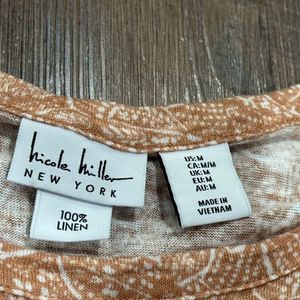 nicole miller
NEW YORK
100%
LINEN
US:M
CA:M/M
UK:M
EU:M
AU:M
MADE IN
VIETNAM